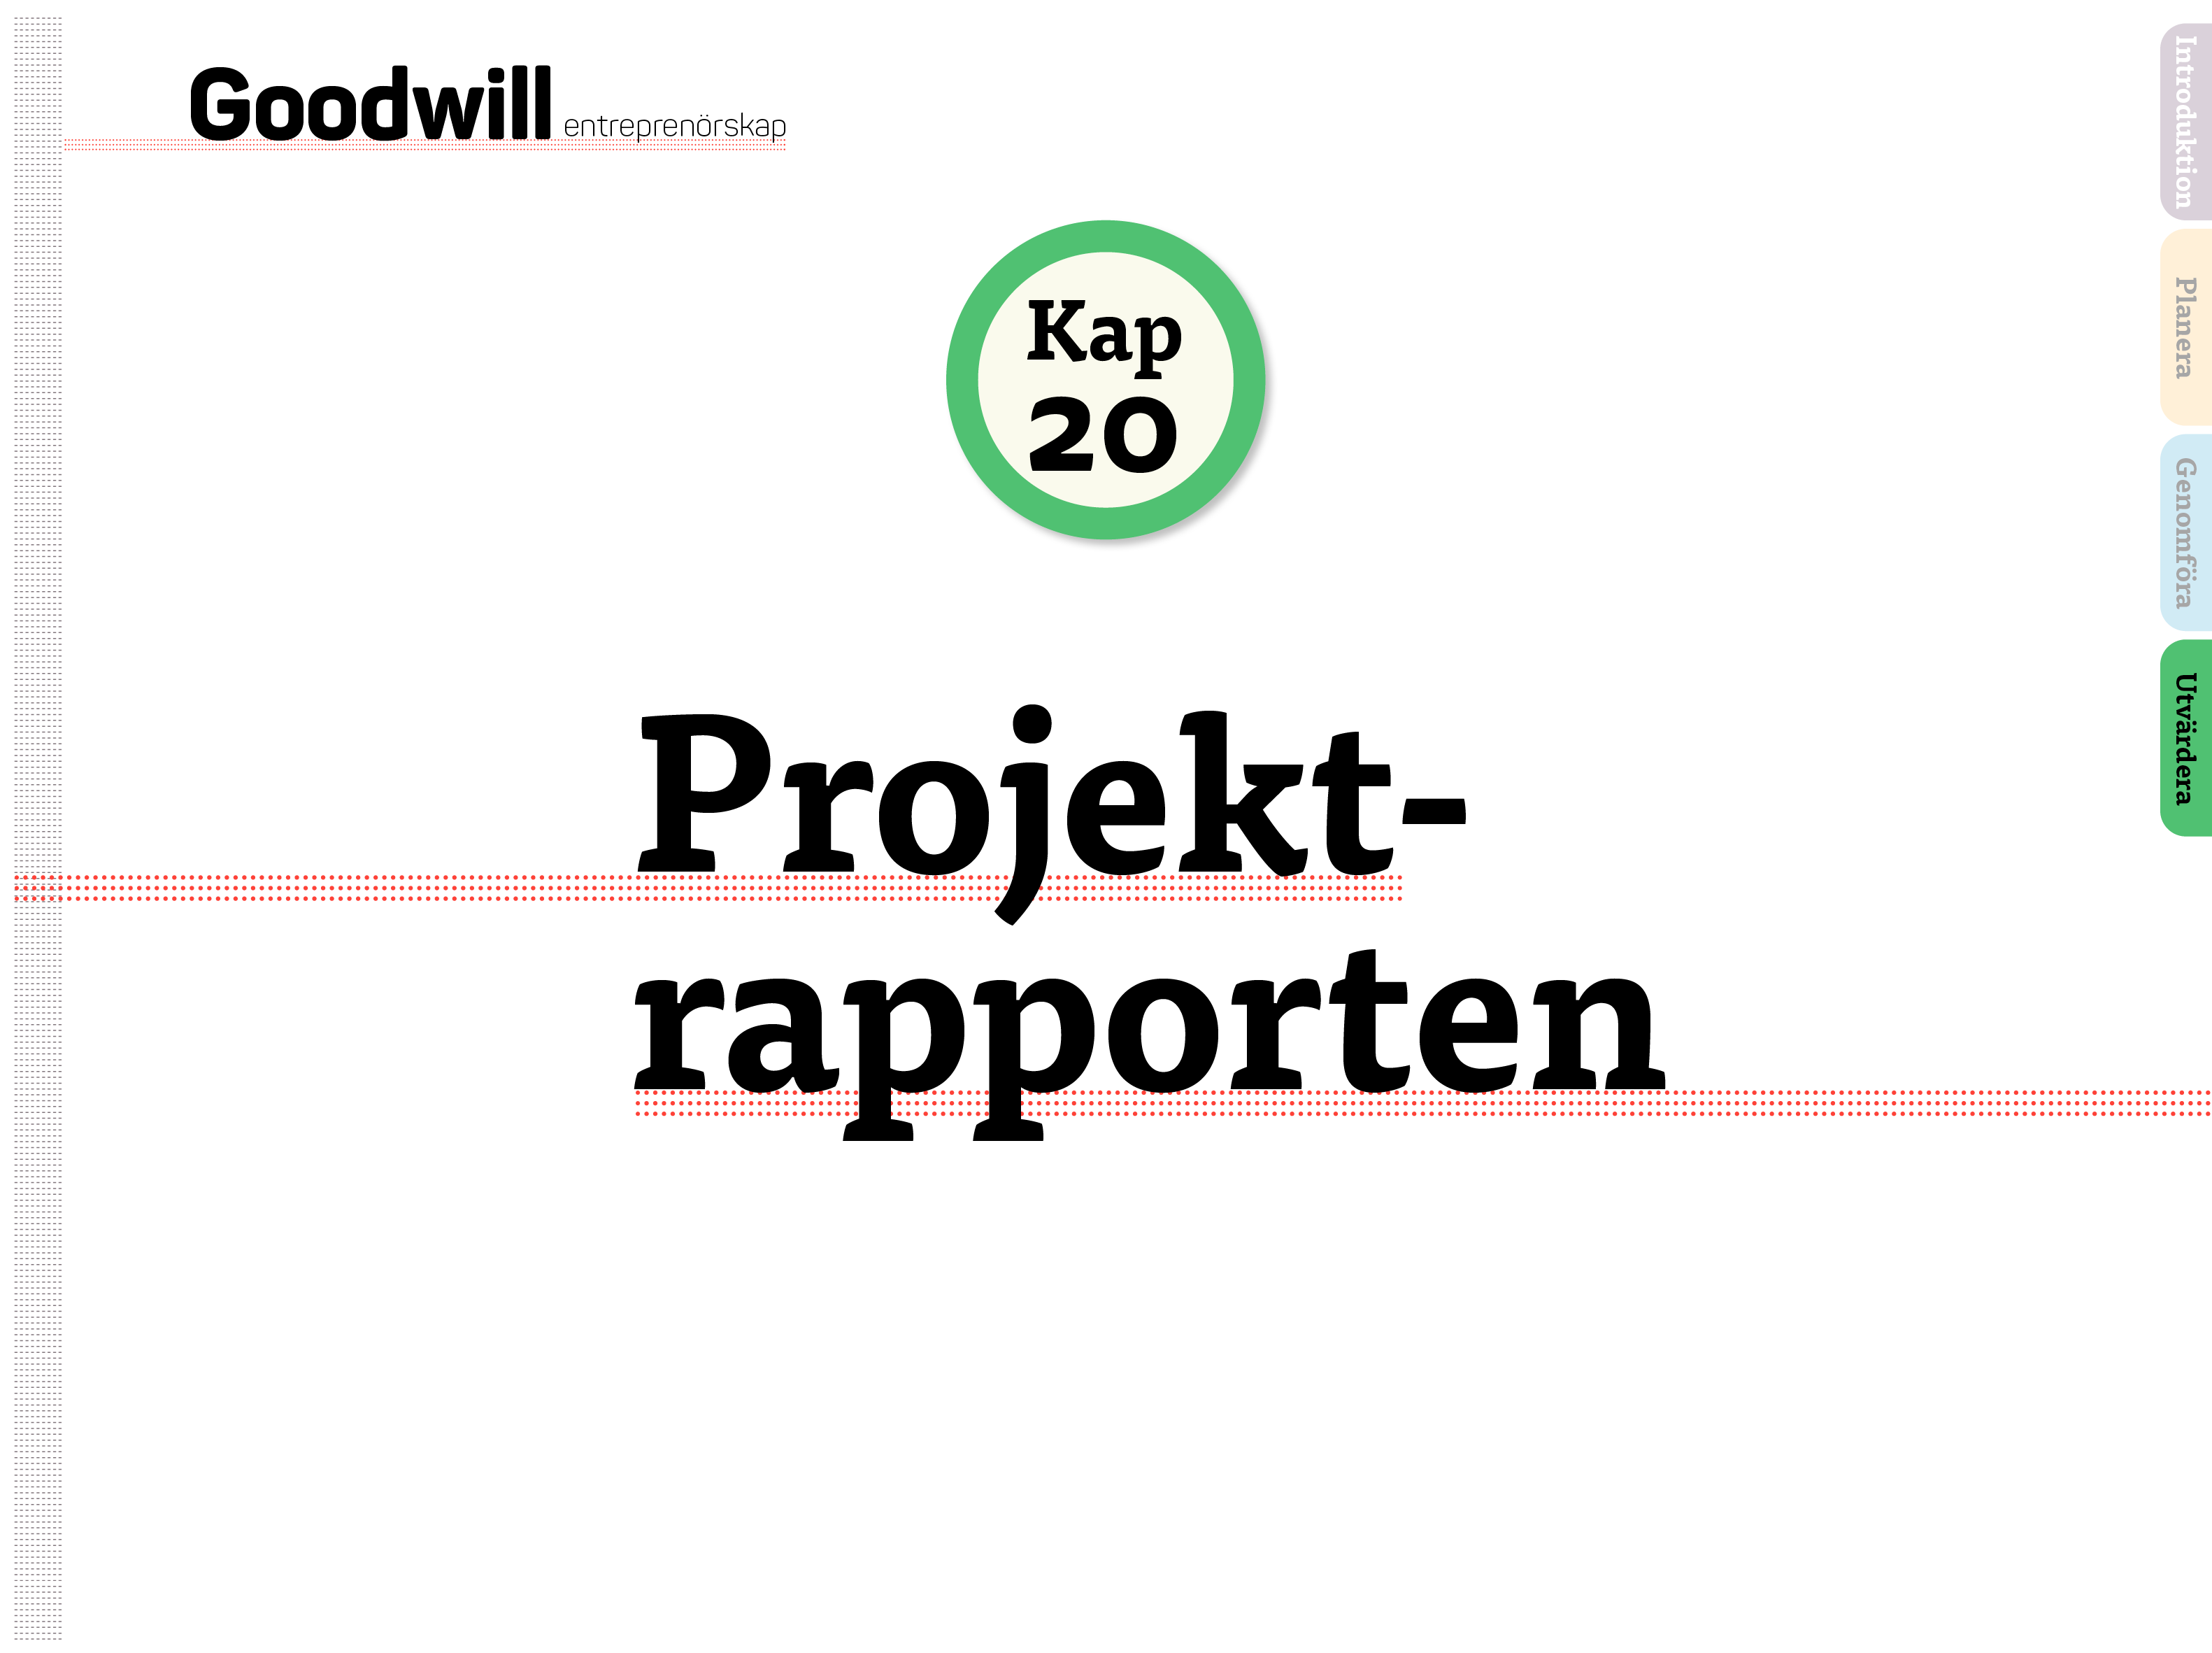 Goodwill entreprenörskap
Kap
20
Projekt-
rapporten
Introduktion
Planera
Genomföra
Utvärdera